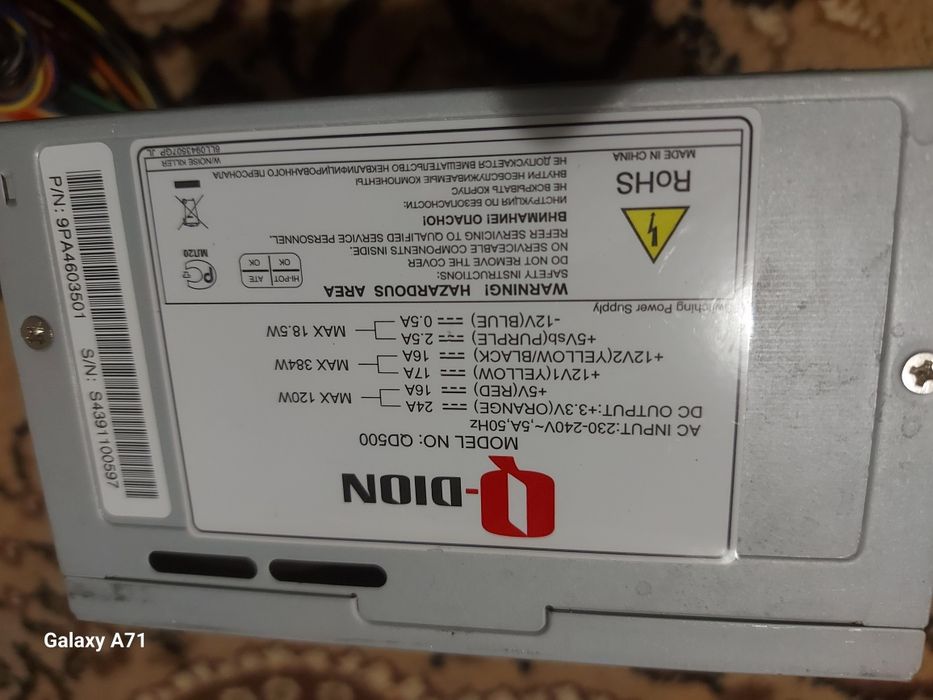 Q-DION
MODEL NO: QD500
AC INPUT:230-240V~,5A,50Hz
DC OUTPUT:+3.3V(ORANGE) 24A
+5V(RED) 16A
MAX 120W
+12V1(YELLOW) 17A
+12V2(YELLOW/BLACK) 16A
MAX 384W
+5Vsb(PURPLE) 2.5A
-12V(BLUE) 0.5A
MAX 18.5W
Switching Power Supply
WARNING! HAZARDOUS AREA
SAFETY INSTRUCTIONS:
DO NOT REMOVE THE COVER
NO SERVICEABLE COMPONENTS INSIDE.
REFER SERVICING TO QUALIFIED SERVICE PERSONNEL.
ВНИМАНИЕ! ОПАСНО!
ИНСТРУКЦИЯ ПО БЕЗОПАСНОСТИ:
НЕ ВСКРЫВАТЬ КОРПУС
ВНУТРИ НЕОБСЛУЖИВАЕМЫЕ КОМПОНЕНТЫ
НЕ ДОПУСКАЕТСЯ ВМЕШАТЕЛЬСТВО НЕКВАЛИФИЦИРОВАННОГО ПЕРСОНАЛА
RoHS
MADE IN CHINA
HI-POT ATE
OK OK
МЛ20
W/NOISE KILLER
6LL0943507GP JL
P/N: 9PA4603501
S/N: S4391100597
Galaxy A71